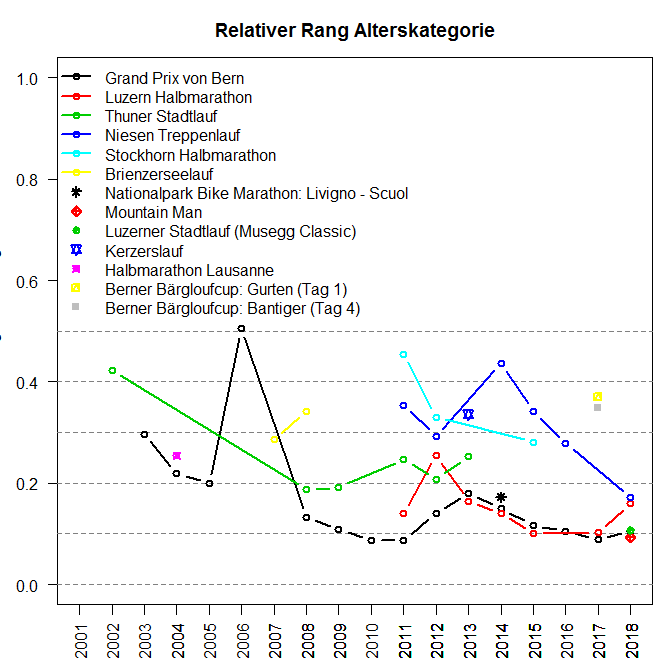 Relativer Rang Alterskategorie
1.0
0.8
0.6
0.4
0.2
0.0
Grand Prix von Bern
Luzern Halbmarathon
Thuner Stadtlauf
Niesen Treppenlauf
Stockhorn Halbmarathon
Brienzerseelauf
Nationalpark Bike Marathon: Livigno - Scuol
Mountain Man
Luzerner Stadtlauf (Musegg Classic)
Kerzerslauf
Halbmarathon Lausanne
Berner Bärgloufcup: Gurten (Tag 1)
Berner Bärgloufcup: Bantiger (Tag 4)
2001 2002 2003 2004 2005 2006 2007 2008 2009 2010 2011 2012 2013 2014 2015 2016 2017 2018